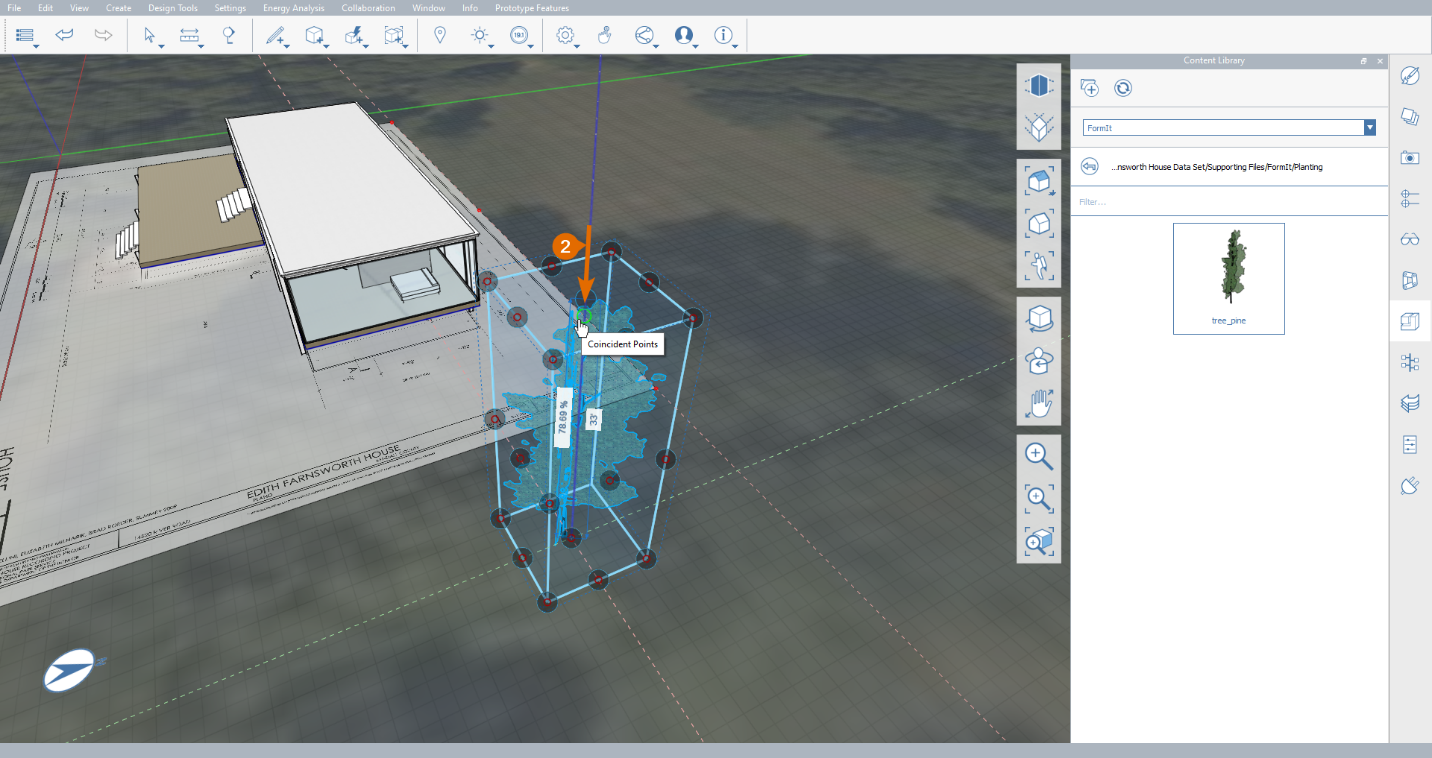 File Edit View Create Design Tools Settings Energy Analysis Collaboration Window Info Prototype Features
Content Library
FormIt
...nsworth House Data Set/Supporting Files/FormIt/Planting
Filter...
tree_pine
2
Coincident Points
78.69 %
33'
EDITH FARNSWORTH HOUSE